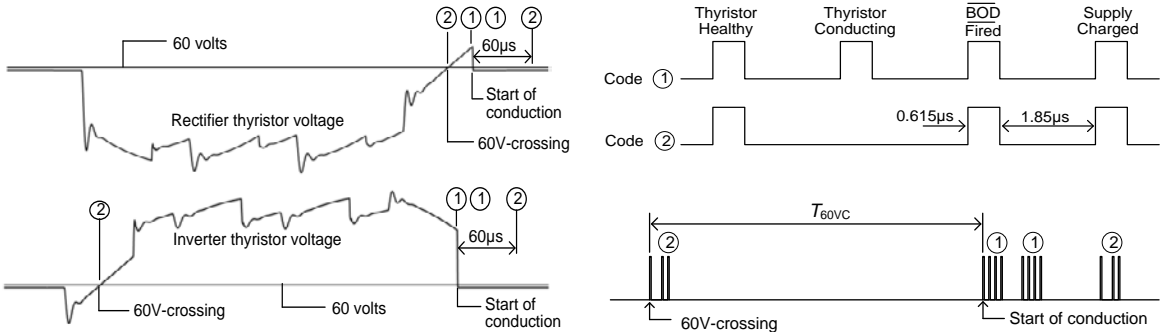 ② ① ① ②
60 volts
60µs
Start of
conduction
Rectifier thyristor voltage
60V-crossing
② ① ① ②
60µs
Inverter thyristor voltage
60 volts
60V-crossing
Start of
conduction
Thyristor
Healthy
Thyristor
Conducting
BOD
Fired
Supply
Charged
Code ①
0.615µs
1.85µs
Code ②
T60VC
② ① ① ②
60V-crossing
Start of conduction